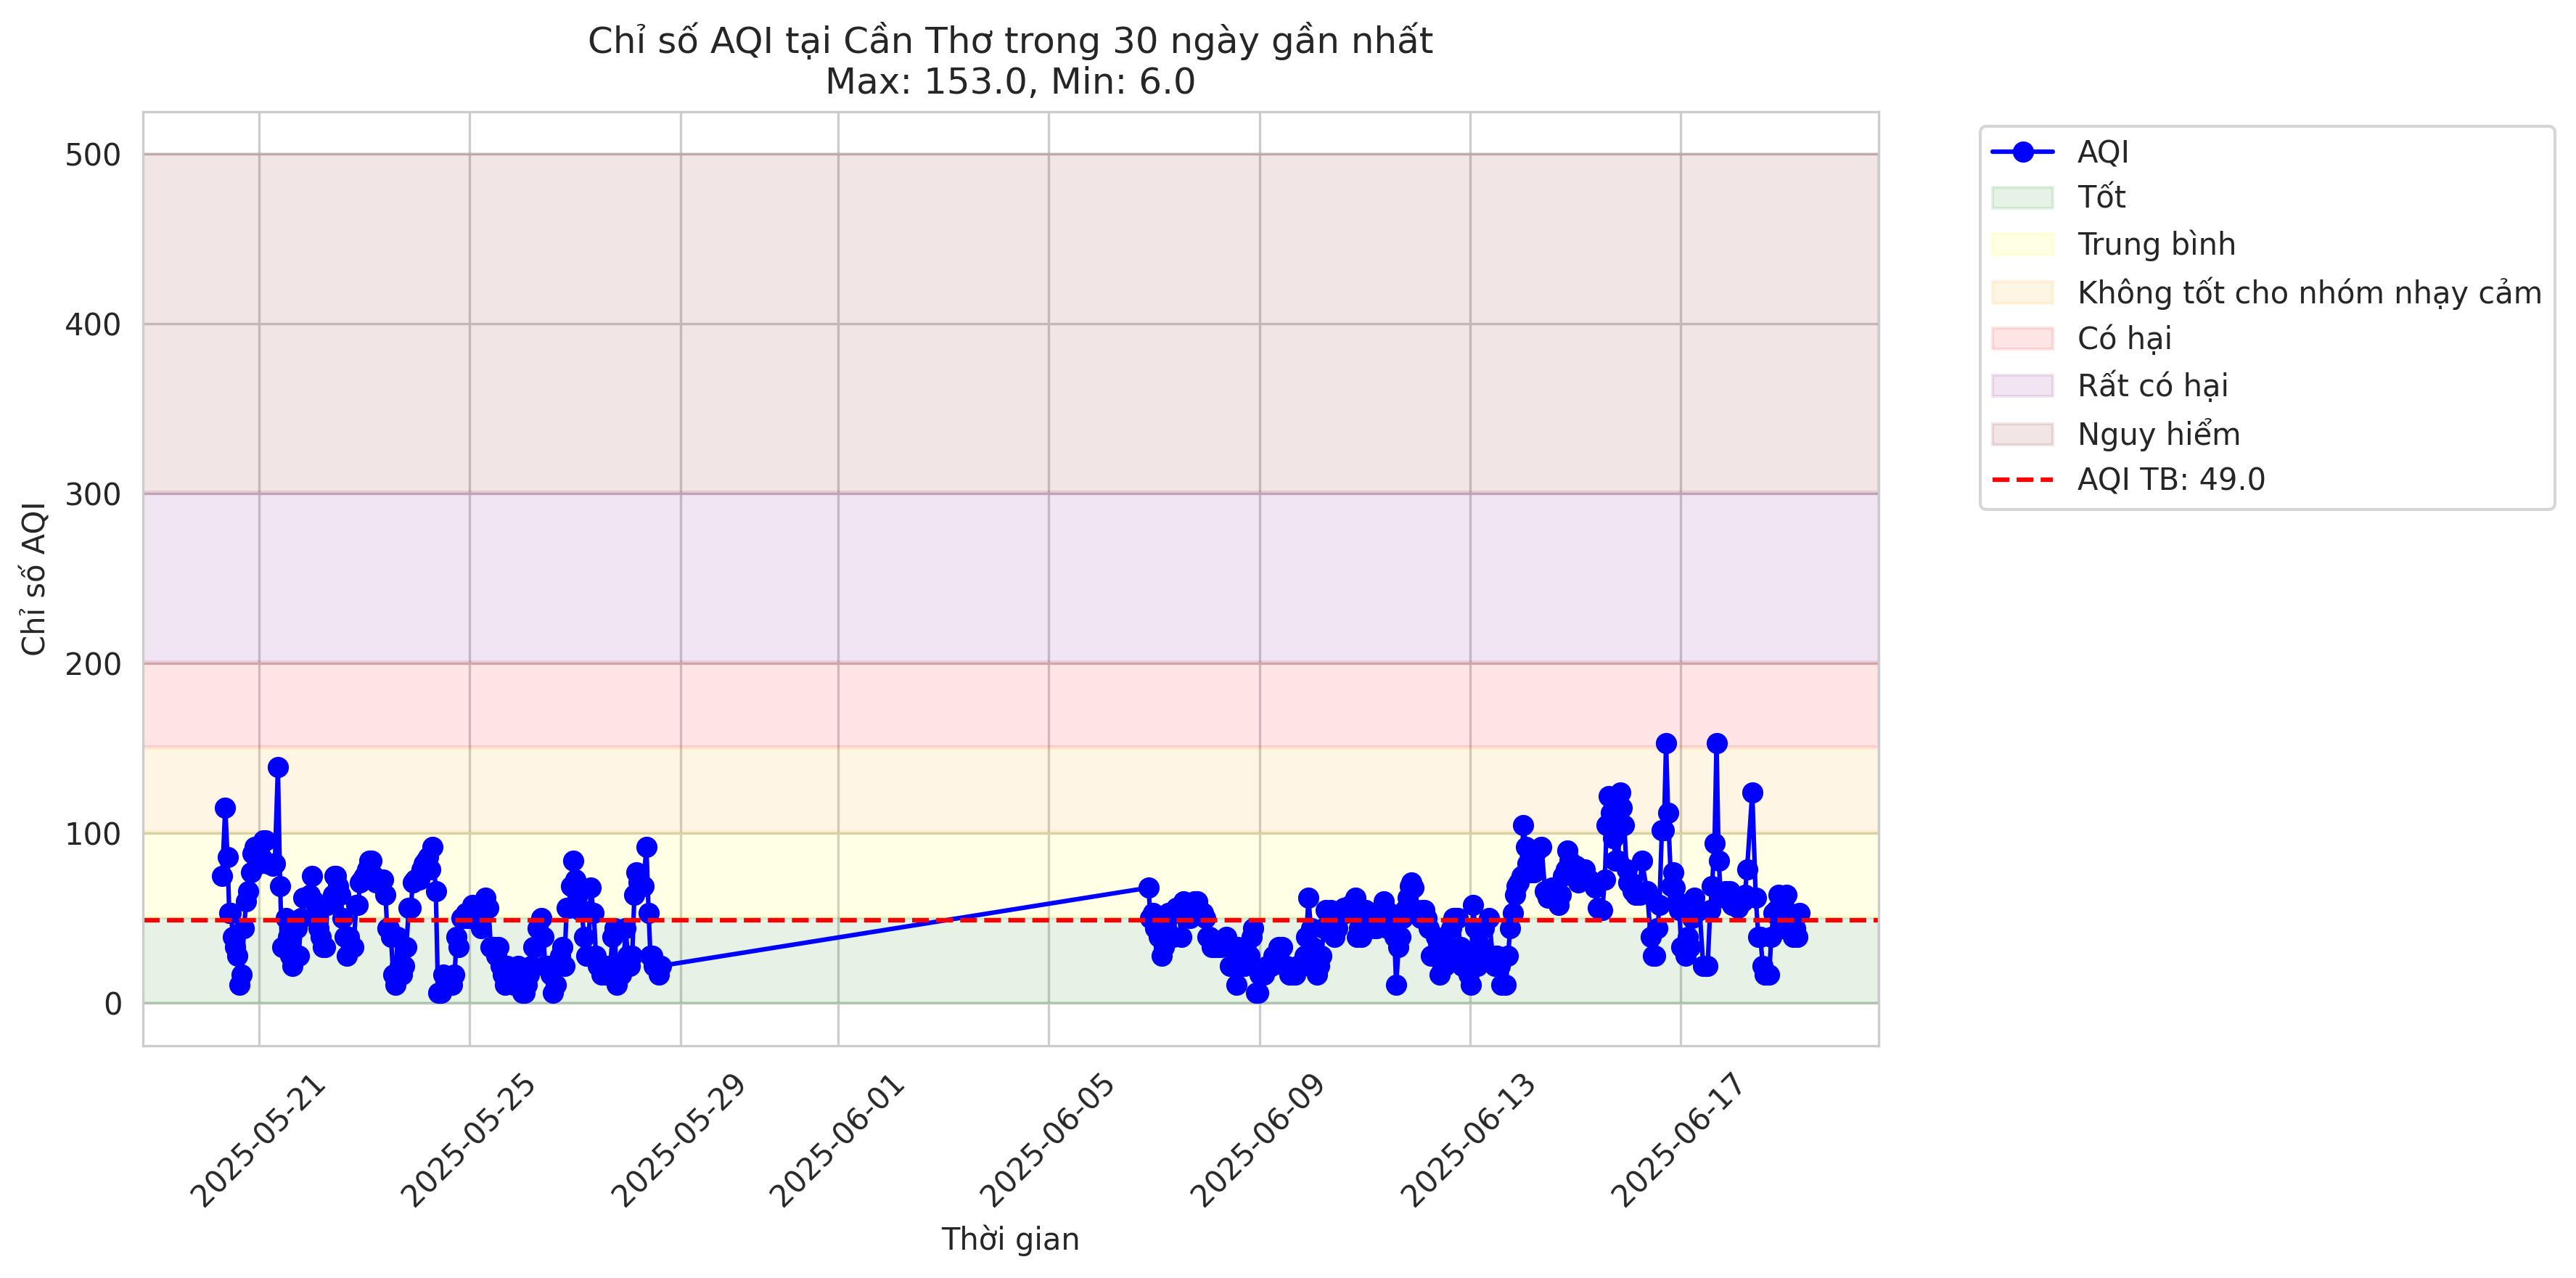 Chỉ số AQI tại Cần Thơ trong 30 ngày gần nhất
Max: 153.0, Min: 6.0
Chỉ số AQI
500
400
300
200
100
0
2025-05-21
2025-05-25
2025-05-29
2025-06-01
2025-06-05
2025-06-09
2025-06-13
2025-06-17
Thời gian
AQI
Tốt
Trung bình
Không tốt cho nhóm nhạy cảm
Có hại
Rất có hại
Nguy hiểm
AQI TB: 49.0